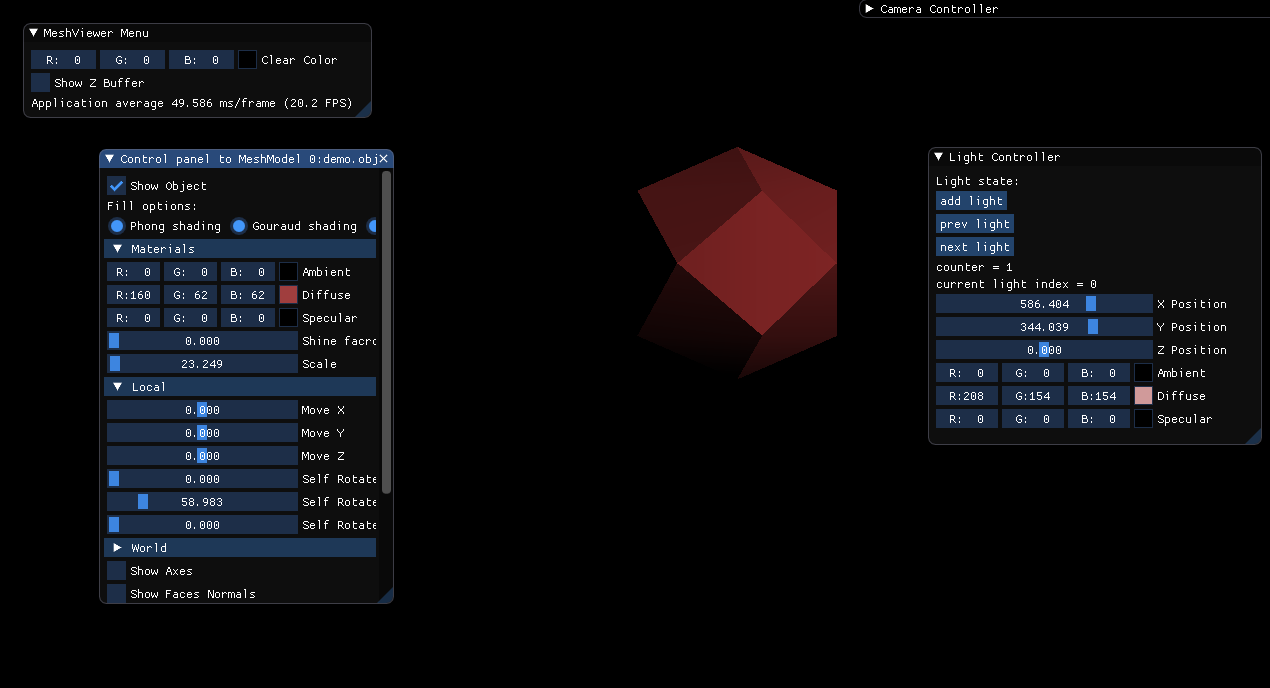 Camera Controller
MeshViewer Menu
R: 0 G: 0 B: 0 Clear Color
Show Z Buffer
Application average 49.586 ms/frame (20.2 FPS)
Control panel to MeshModel 0:demo.obj
Show Object
Fill options:
Phong shading Gouraud shading
Materials
R: 0 G: 0 B: 0 Ambient
R:160 G: 62 B: 62 Diffuse
R: 0 G: 0 B: 0 Specular
0.000 Shine facro
23.249 Scale
Local
0.000 Move X
0.000 Move Y
0.000 Move Z
0.000 Self Rotate
58.983 Self Rotate
0.000 Self Rotate
World
Show Axes
Show Faces Normals
Light Controller
Light state:
add light
prev light
next light
counter = 1
current light index = 0
586.404 X Position
344.039 Y Position
0.000 Z Position
R: 0 G: 0 B: 0 Ambient
R:208 G:154 B:154 Diffuse
R: 0 G: 0 B: 0 Specular